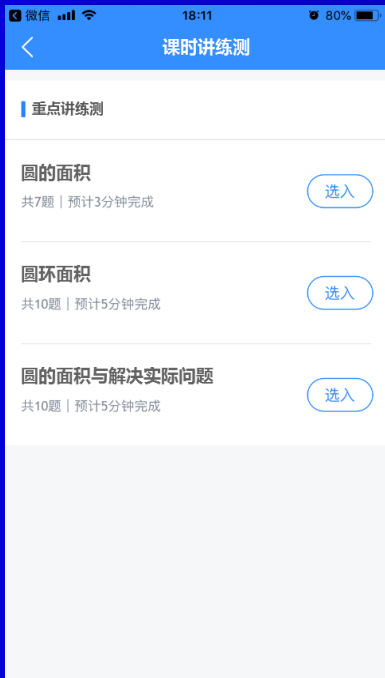 微信 18:11 80%
课时讲练测
重点讲练测
圆的面积
共7题｜预计3分钟完成
选入
圆环面积
共10题｜预计5分钟完成
选入
圆的面积与解决实际问题
共10题｜预计5分钟完成
选入